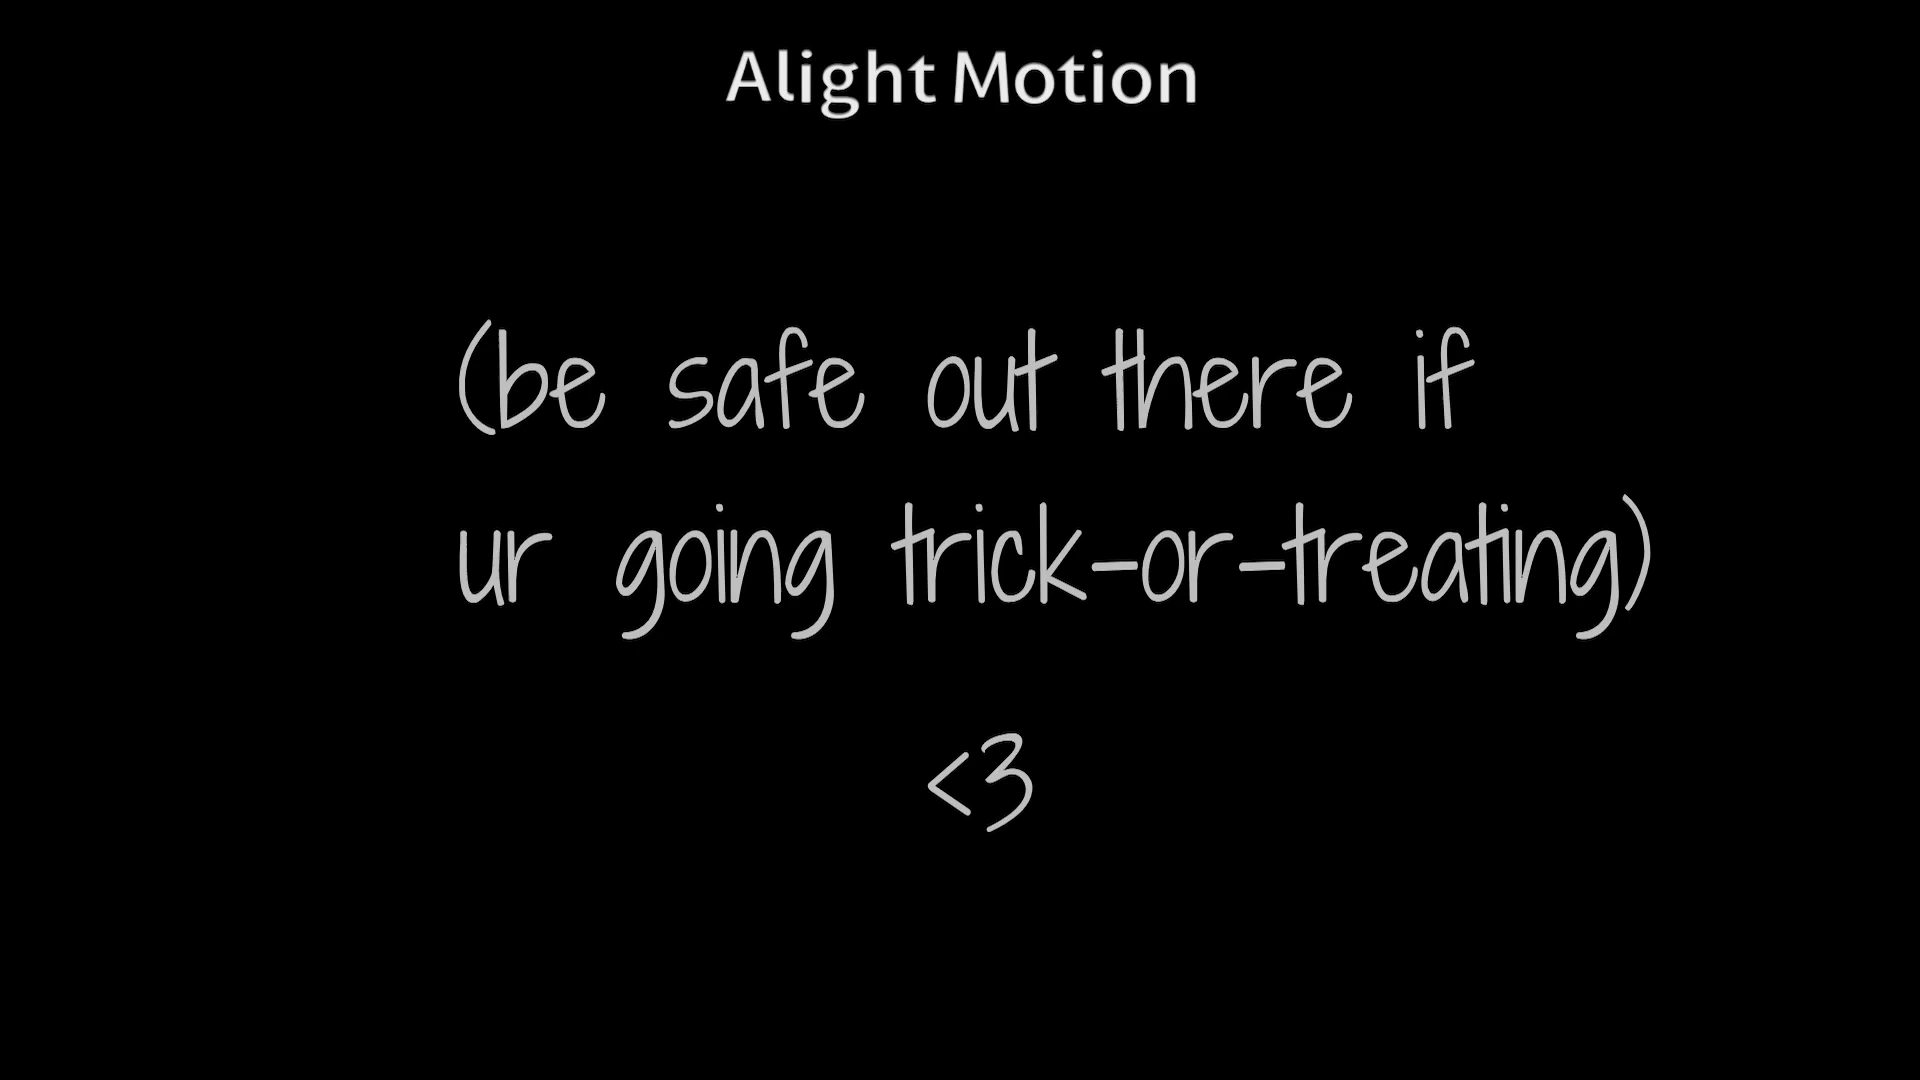 Alight Motion
(be safe out there if
ur going trick-or-treating)
<3